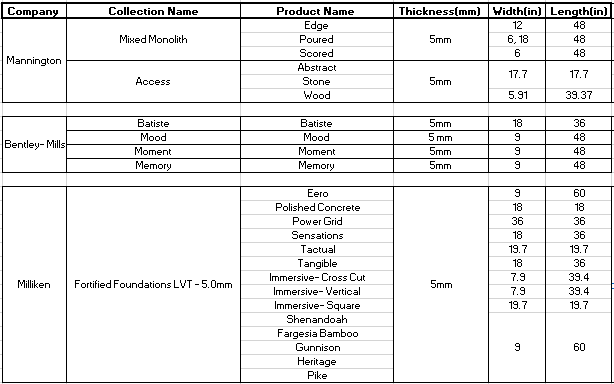 Company Collection Name Product Name Thickness(mm) Width(in) Length(in)
Edge 12 48
Mixed Monolith Poured 5mm 6, 18 48
Scored 6 48
Mannington
Abstract
Access Stone 5mm 17.7 17.7
Wood 5.91 39.37
Batiste Batiste 5mm 18 36
Bentley- Mills Mood Mood 5 mm 9 48
Moment Moment 5mm 9 48
Memory Memory 5mm 9 48
Eero 9 60
Polished Concrete 18 18
Power Grid 36 36
Sensations 18 36
Tactual 19.7 19.7
Tangible 18 36
Milliken Fortified Foundations LVT - 5.0mm Immersive- Cross Cut 5mm 7.9 39.4
Immersive- Vertical 7.9 39.4
Immersive- Square 19.7 19.7
Shenandoah
Fargesia Bamboo
Gunnison 9 60
Heritage
Pike